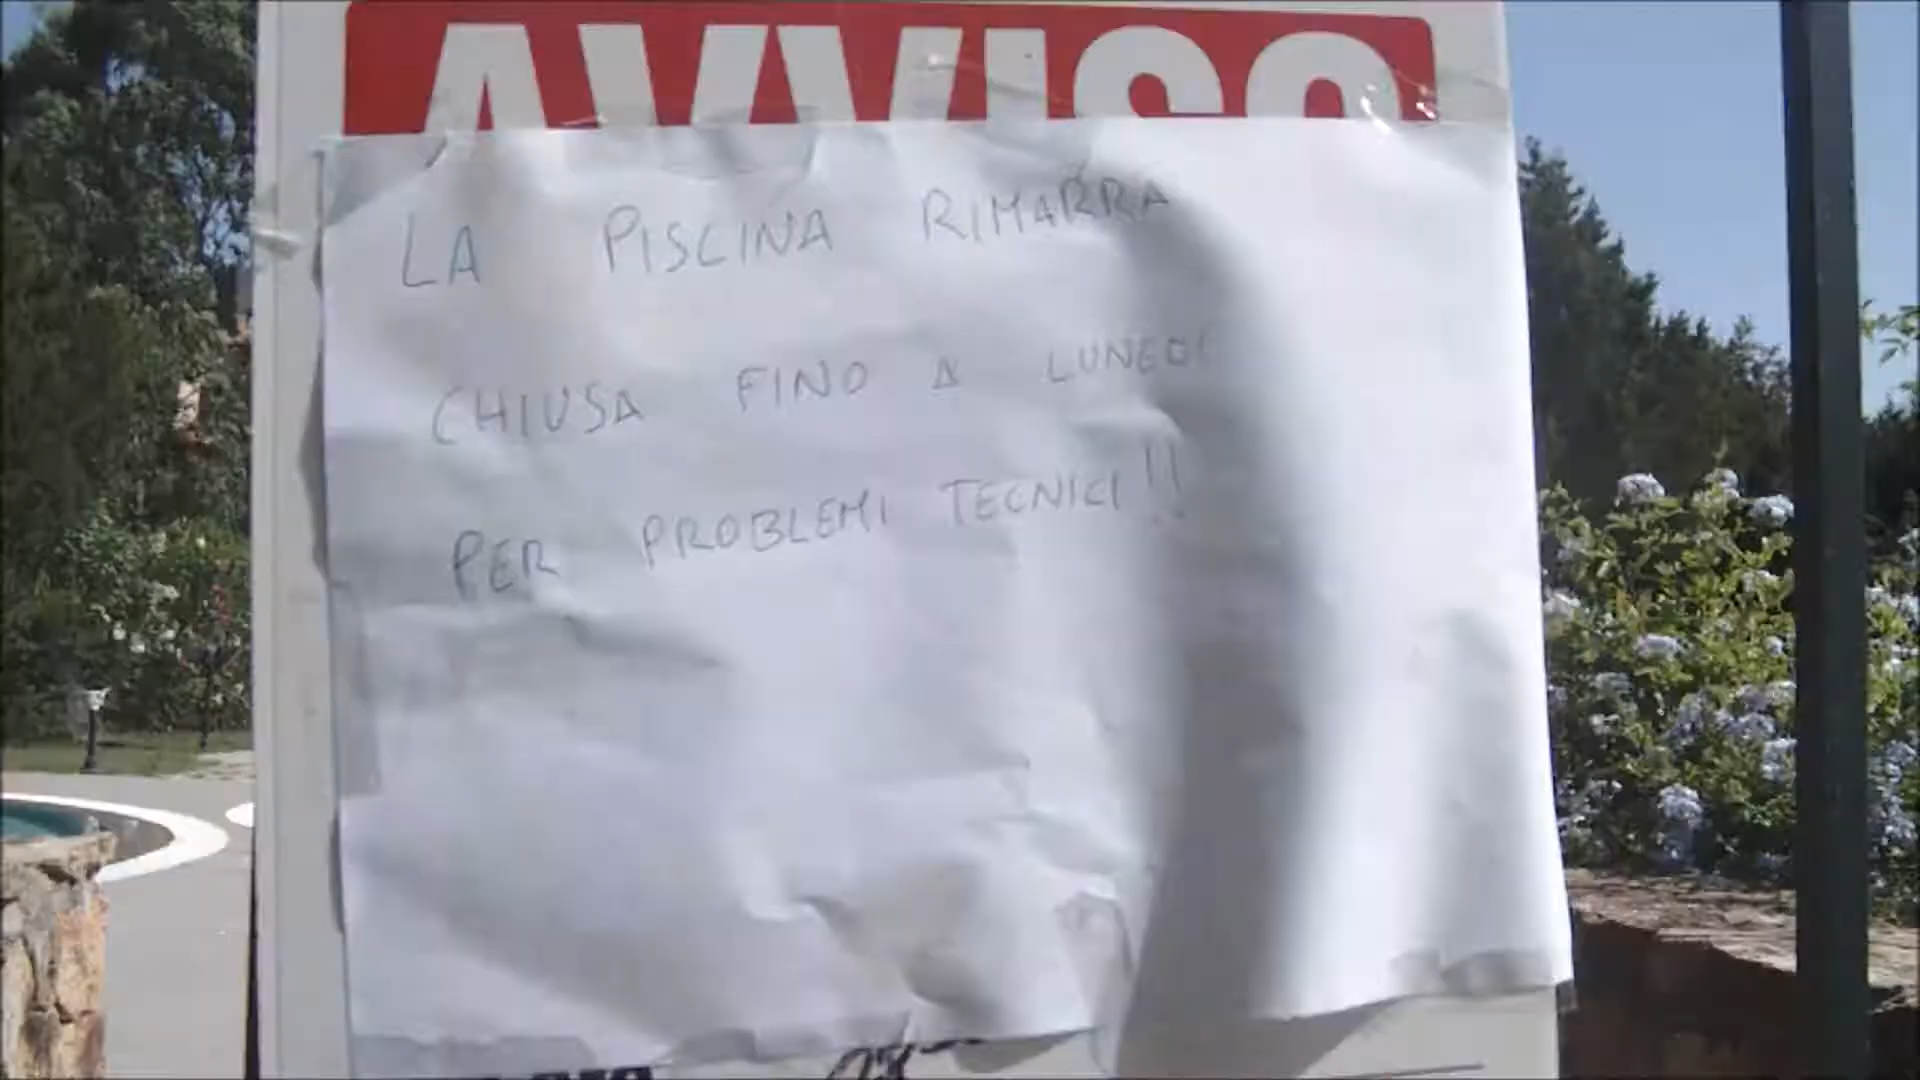 AVVISO
LA PISCINA RIMARRA
CHIUSA FINO A LUNEDI
PER PROBLEMI TECNICI!!